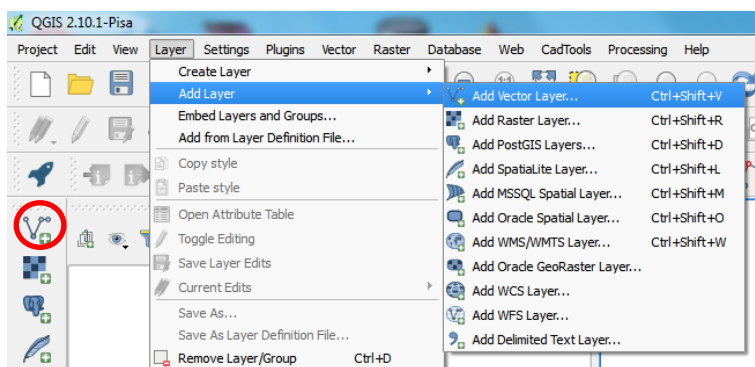 QGIS 2.10.1-Pisa
Project Edit View Layer Settings Plugins Vector Raster Database Web CadTools Processing Help
Create Layer
Add Layer
Embed Layers and Groups...
Add from Layer Definition File...
Copy style
Paste style
Open Attribute Table
Toggle Editing
Save Layer Edits
Current Edits
Save As...
Save As Layer Definition File...
Remove Layer/Group Ctrl+D
Add Vector Layer... Ctrl+Shift+V
Add Raster Layer... Ctrl+Shift+R
Add PostGIS Layers... Ctrl+Shift+D
Add SpatiaLite Layer... Ctrl+Shift+L
Add MSSQL Spatial Layer... Ctrl+Shift+M
Add Oracle Spatial Layer... Ctrl+Shift+O
Add WMS/WMTS Layer... Ctrl+Shift+W
Add Oracle GeoRaster Layer...
Add WCS Layer...
Add WFS Layer...
Add Delimited Text Layer...